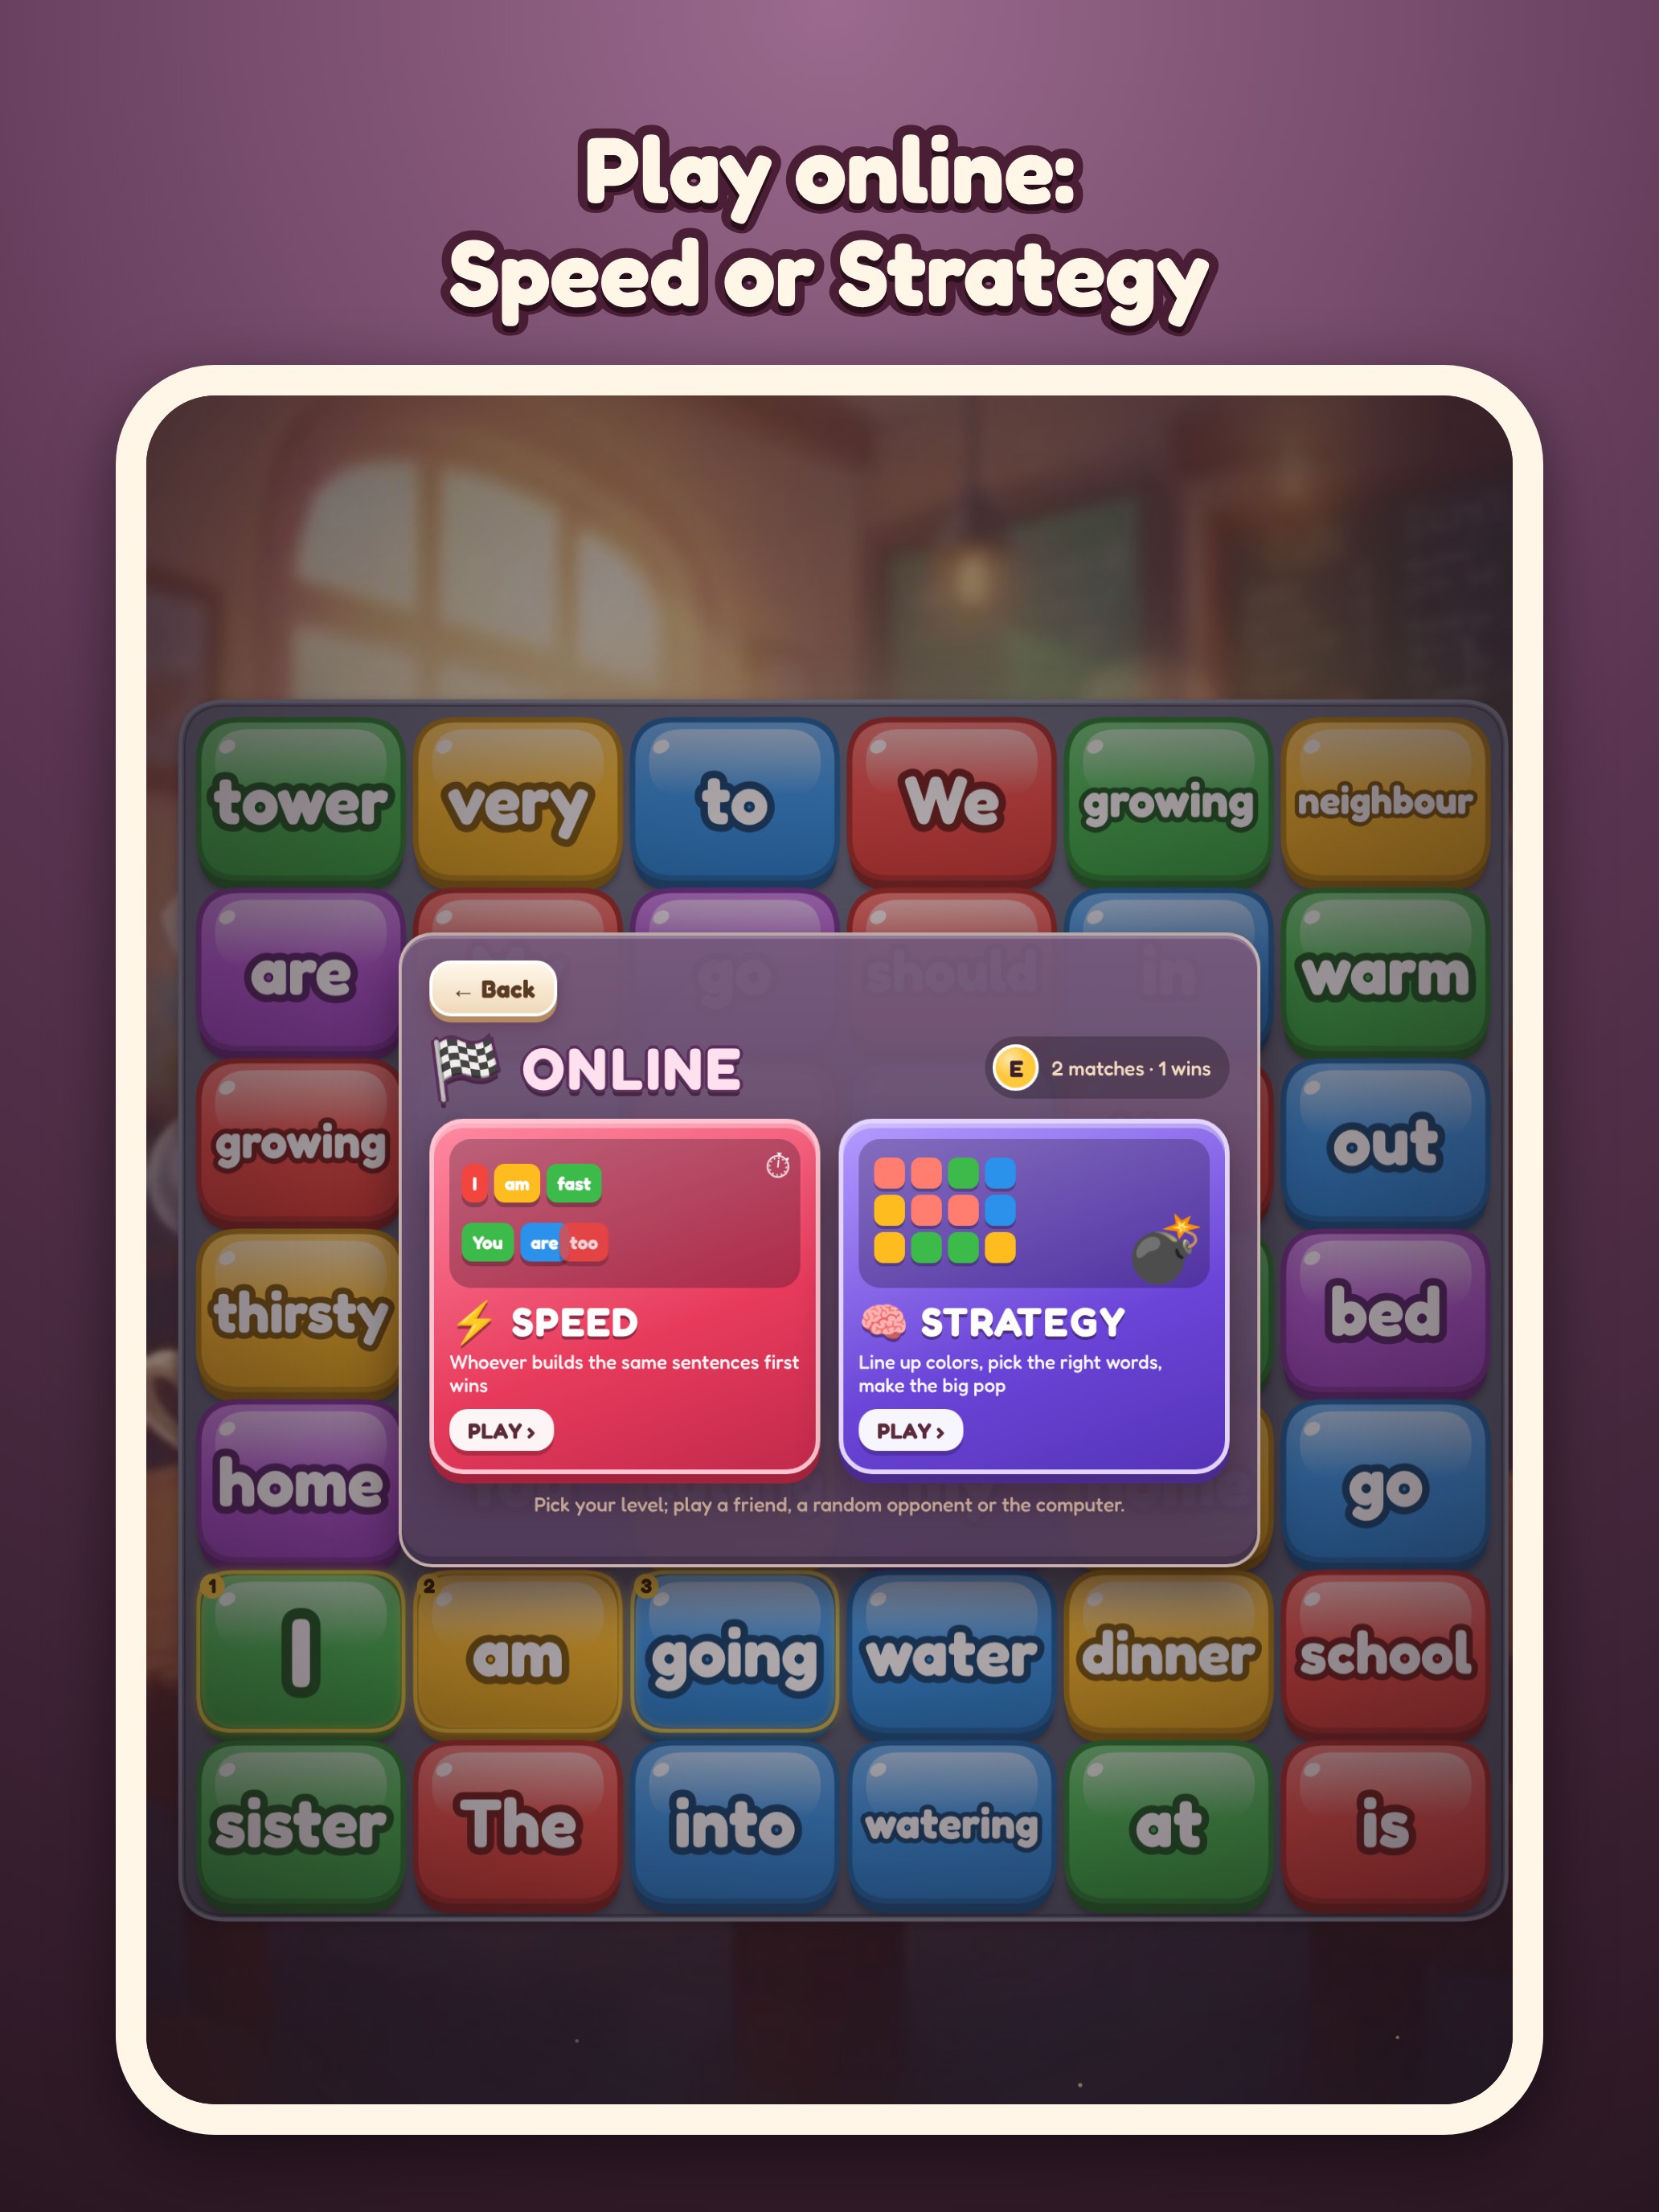 Play online:
Speed or Strategy
tower very to We growing neighbour
are go should in warm
← Back
ONLINE
E 2 matches · 1 wins
growing out
I am fast
You are too
thirsty bed
SPEED STRATEGY
Whoever builds the same sentences first
wins
Line up colors, pick the right words,
make the big pop
PLAY › PLAY ›
home go
Pick your level; play a friend, a random opponent or the computer.
1 2 3
I am going water dinner school
sister The into watering at is